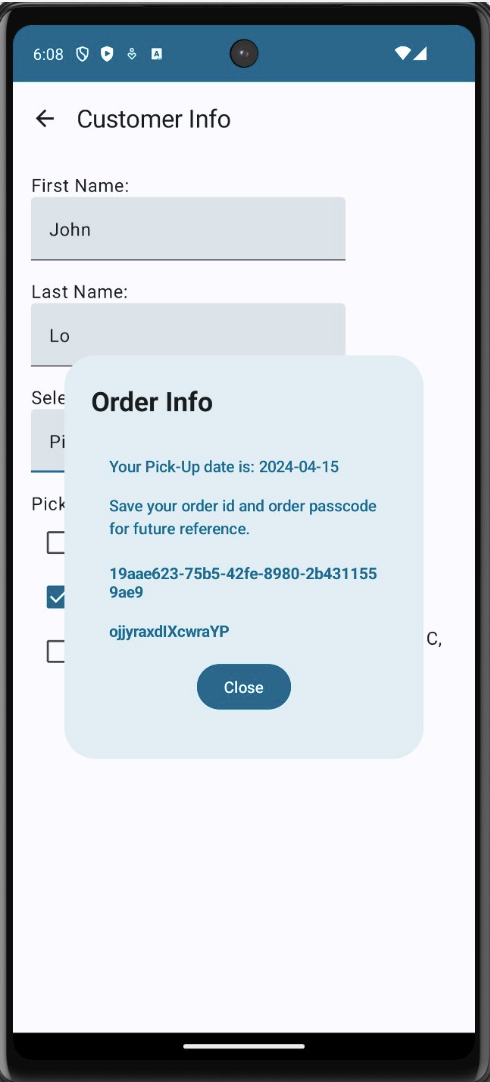 6:08
A
Customer Info
First Name:
John
Last Name:
Lo
Sele
Pi
Pick
Order Info
Your Pick-Up date is: 2024-04-15
Save your order id and order passcode
for future reference.
19aae623-75b5-42fe-8980-2b431155
9ae9
ojjyraxdIXcwraYP
C,
Close